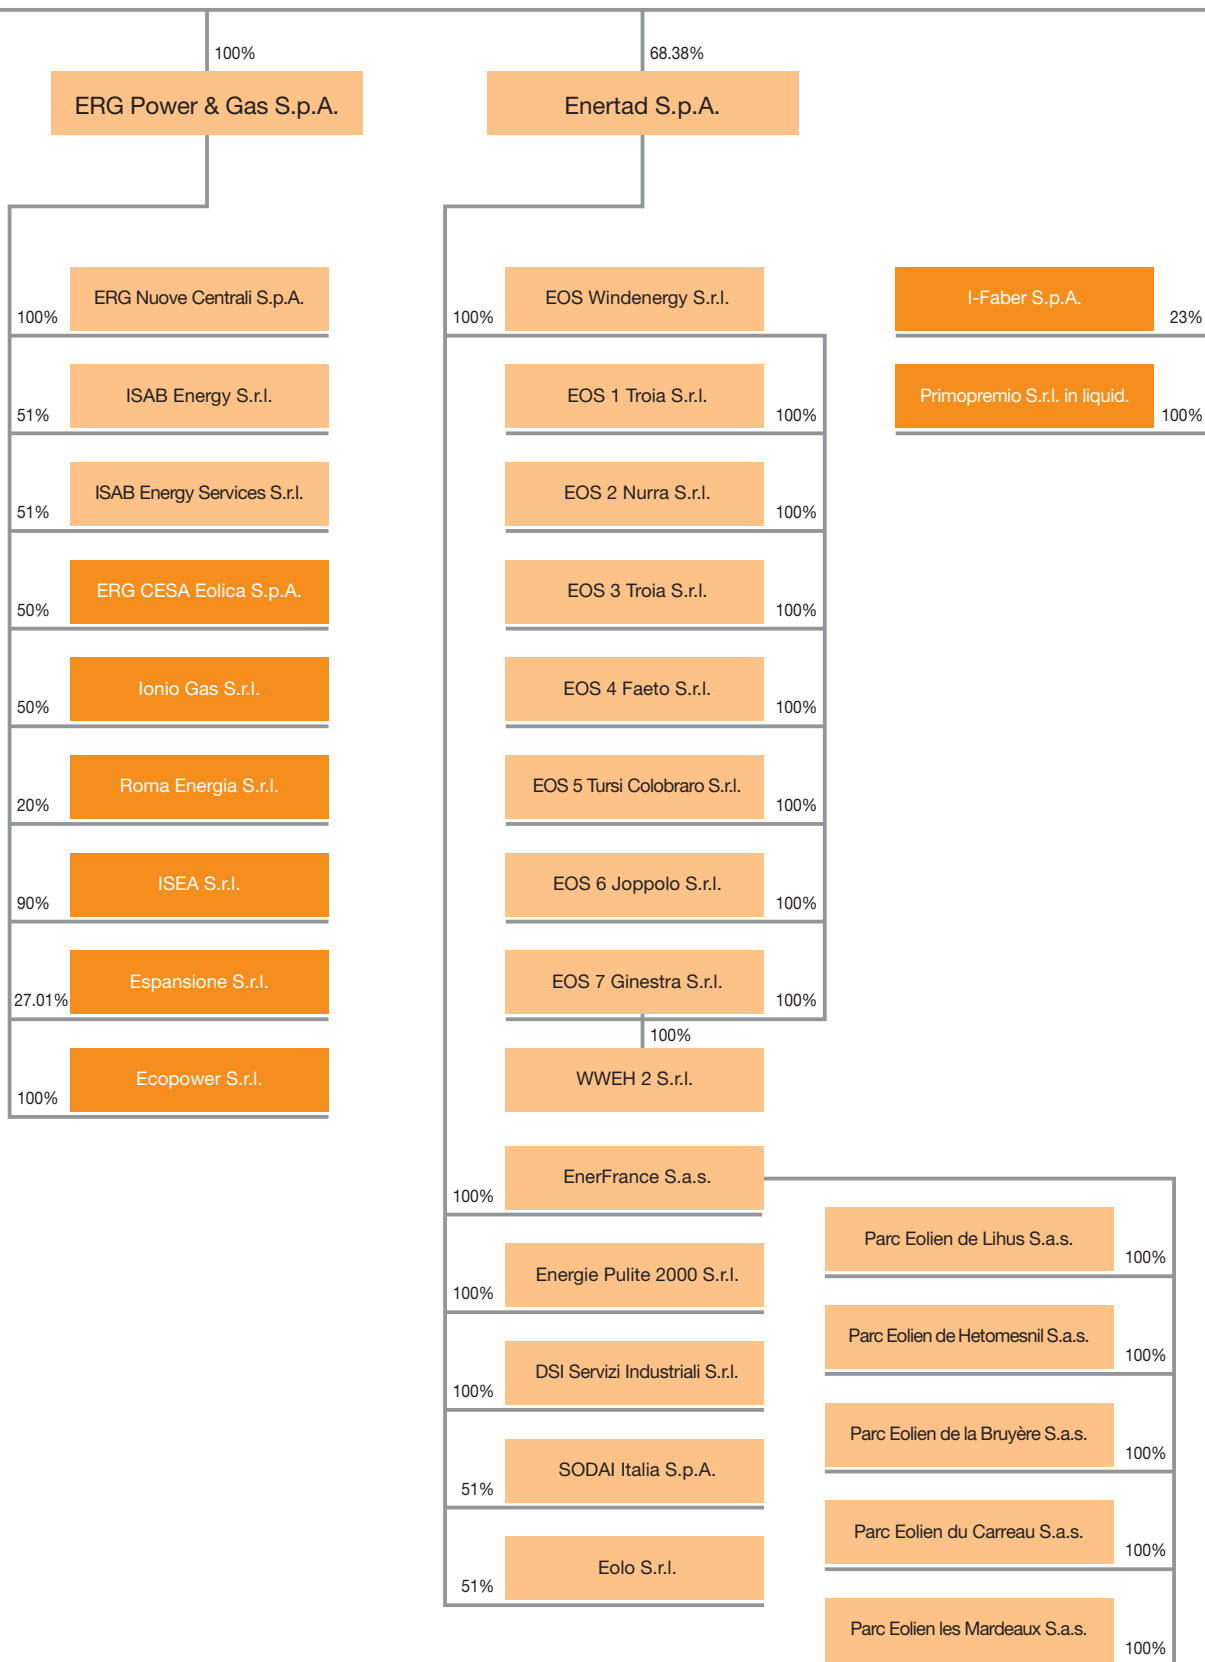 100%
ERG Power & Gas S.p.A.
68.38%
Enertad S.p.A.
ERG Nuove Centrali S.p.A.
100%
ISAB Energy S.r.l.
51%
ISAB Energy Services S.r.l.
51%
ERG CESA Eolica S.p.A.
50%
Ionio Gas S.r.l.
50%
Roma Energia S.r.l.
20%
ISEA S.r.l.
90%
Espansione S.r.l.
27.01%
Ecopower S.r.l.
100%
EOS Windenergy S.r.l.
100%
EOS 1 Troia S.r.l.
100%
EOS 2 Nurra S.r.l.
100%
EOS 3 Troia S.r.l.
100%
EOS 4 Faeto S.r.l.
100%
EOS 5 Tursi Colobraro S.r.l.
100%
EOS 6 Joppolo S.r.l.
100%
EOS 7 Ginestra S.r.l.
100%
100%
WWEH 2 S.r.l.
EnerFrance S.a.s.
100%
Energie Pulite 2000 S.r.l.
100%
DSI Servizi Industriali S.r.l.
100%
SODAI Italia S.p.A.
51%
Eolo S.r.l.
51%
I-Faber S.p.A.
23%
Primopremio S.r.l. in liquid.
100%
Parc Eolien de Lihus S.a.s.
100%
Parc Eolien de Hetomesnil S.a.s.
100%
Parc Eolien de la Bruyère S.a.s.
100%
Parc Eolien du Carreau S.a.s.
100%
Parc Eolien les Mardeaux S.a.s.
100%